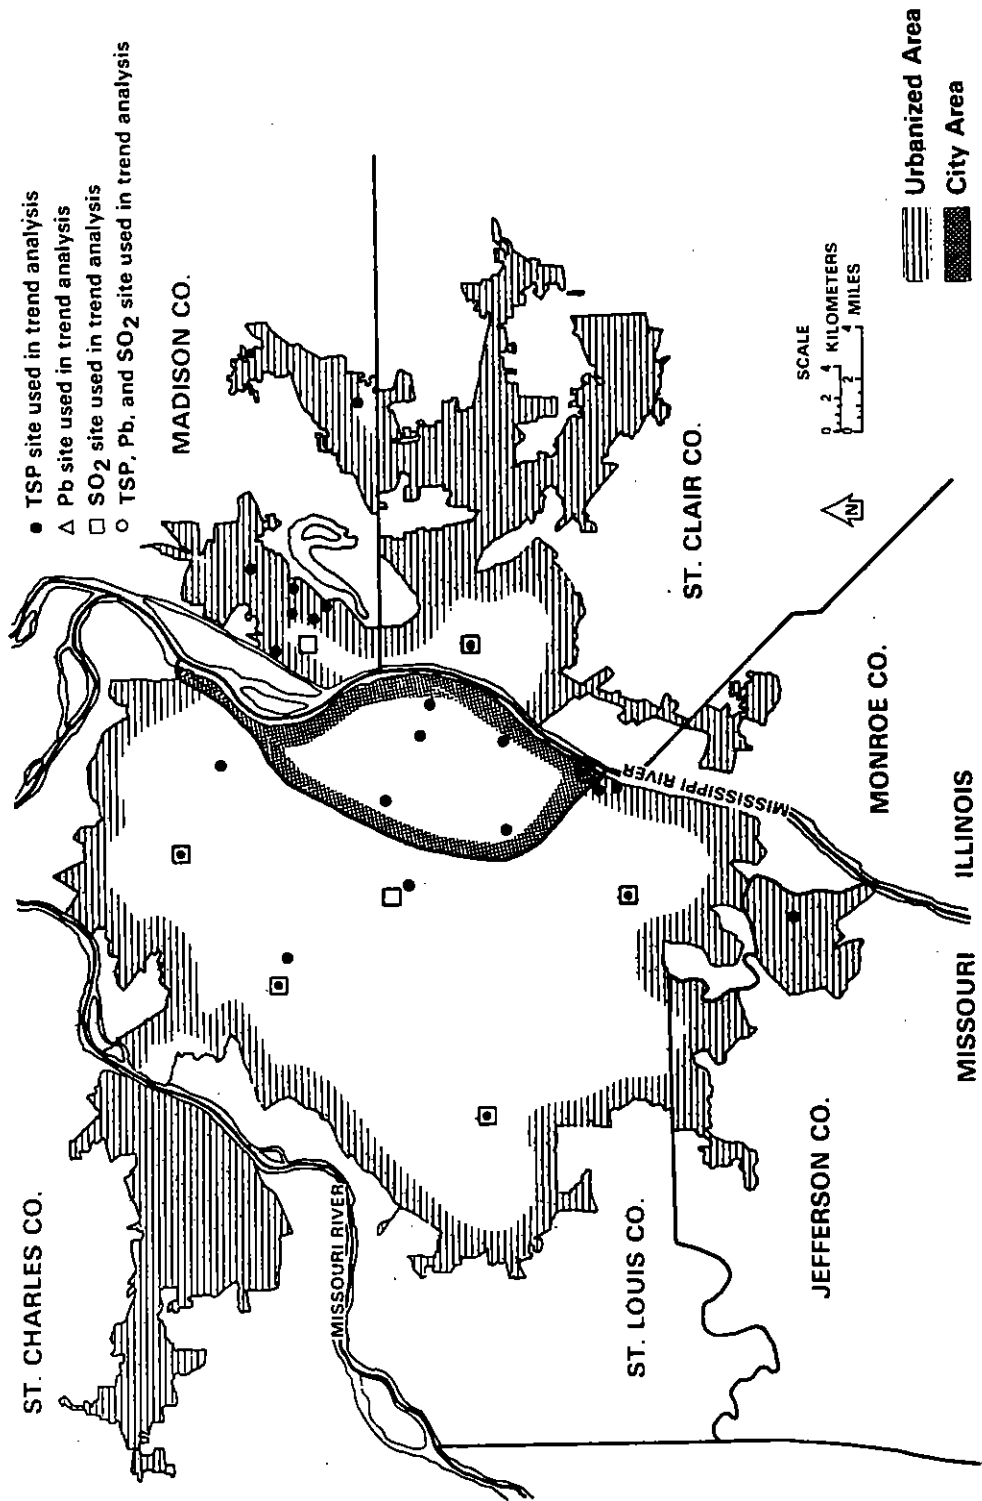 ● TSP site used in trend analysis
△ Pb site used in trend analysis
□ SO2 site used in trend analysis
○ TSP, Pb, and SO2 site used in trend analysis
ST. CHARLES CO.
MADISON CO.
MISSOURI RIVER
ST. LOUIS CO.
ST. CLAIR CO.
MISSISSIPPI RIVER
JEFFERSON CO.
MONROE CO.
MISSOURI
ILLINOIS
N
SCALE
0 2 4 KILOMETERS
0 2 4 MILES
Urbanized Area
City Area